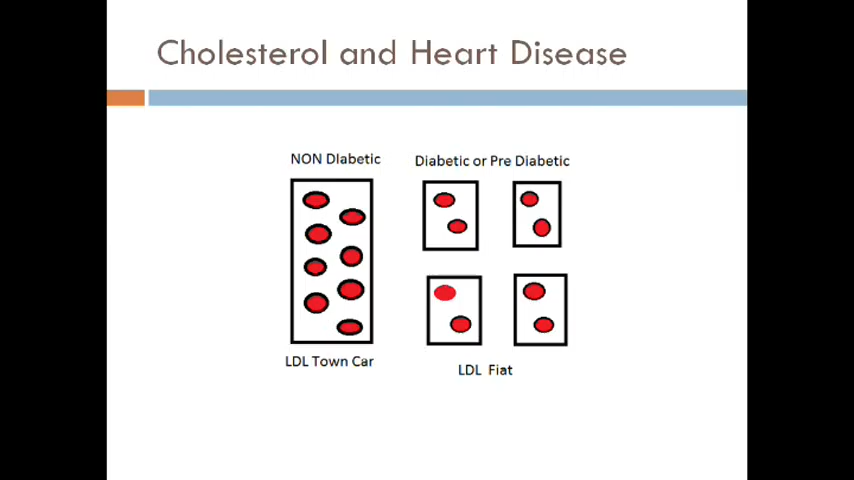 Cholesterol and Heart Disease
NON DIabetic
Diabetic or Pre Diabetic
LDL Town Car
LDL Fiat